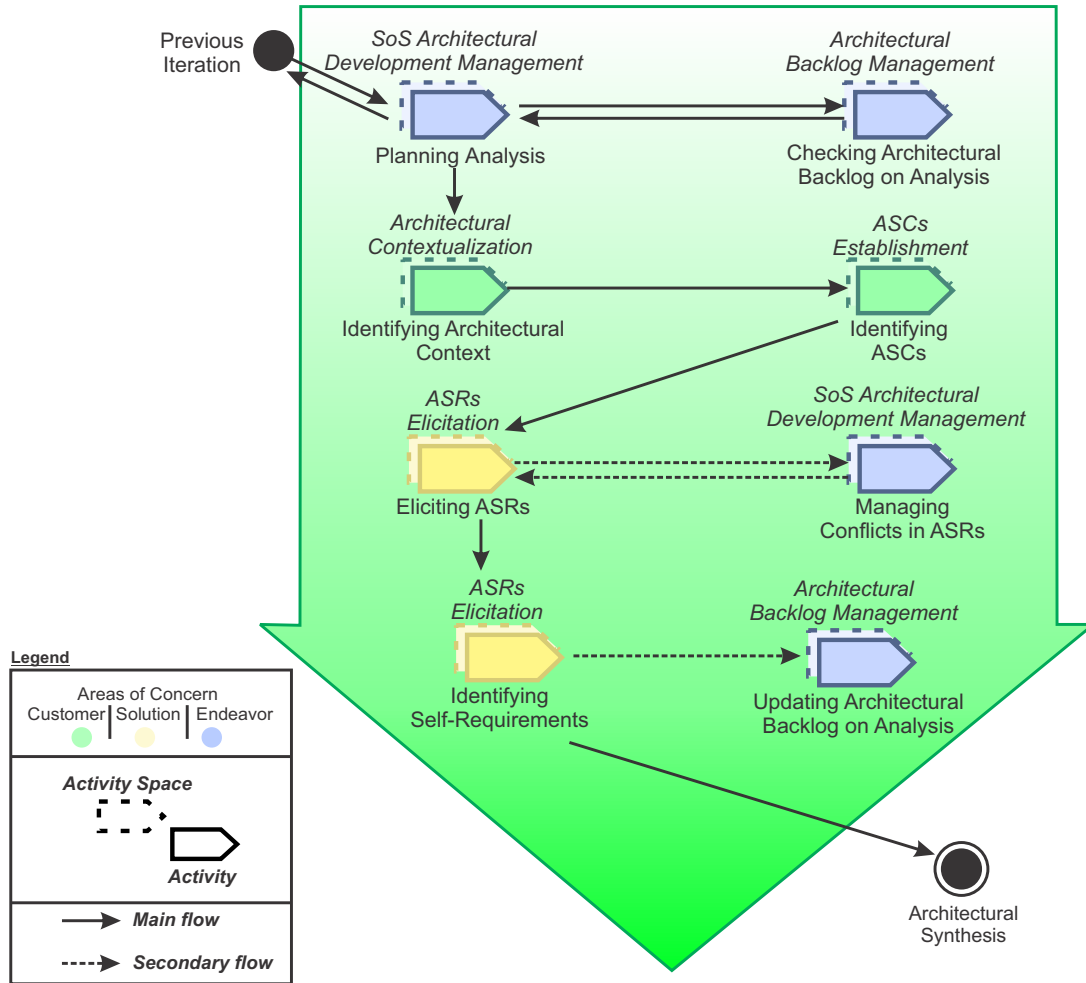 Previous
Iteration
SoS Architectural
Development Management
Architectural
Backlog Management
Planning Analysis
Checking Architectural
Backlog on Analysis
Architectural
Contextualization
ASCs
Establishment
Identifying Architectural
Context
Identifying
ASCs
ASRs
Elicitation
SoS Architectural
Development Management
Eliciting ASRs
Managing
Conflicts in ASRs
ASRs
Elicitation
Architectural
Backlog Management
Identifying
Self-Requirements
Updating Architectural
Backlog on Analysis
Architectural
Synthesis
Legend
Areas of Concern
Customer Solution Endeavor
Activity Space
Activity
Main flow
Secondary flow